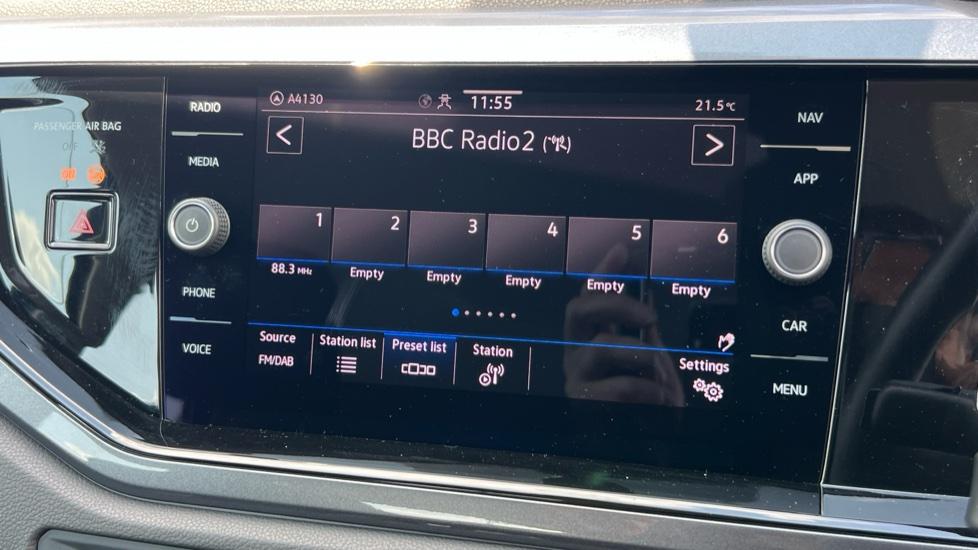 PASSENGER AIR BAG
OFF
ON
RADIO
MEDIA
PHONE
VOICE
A4130 11:55 21.5°C
< BBC Radio2 >
1 2 3 4 5 6
88.3 MHz Empty Empty Empty Empty Empty
Source Station list Preset list Station Settings
FM/DAB
NAV
APP
CAR
MENU